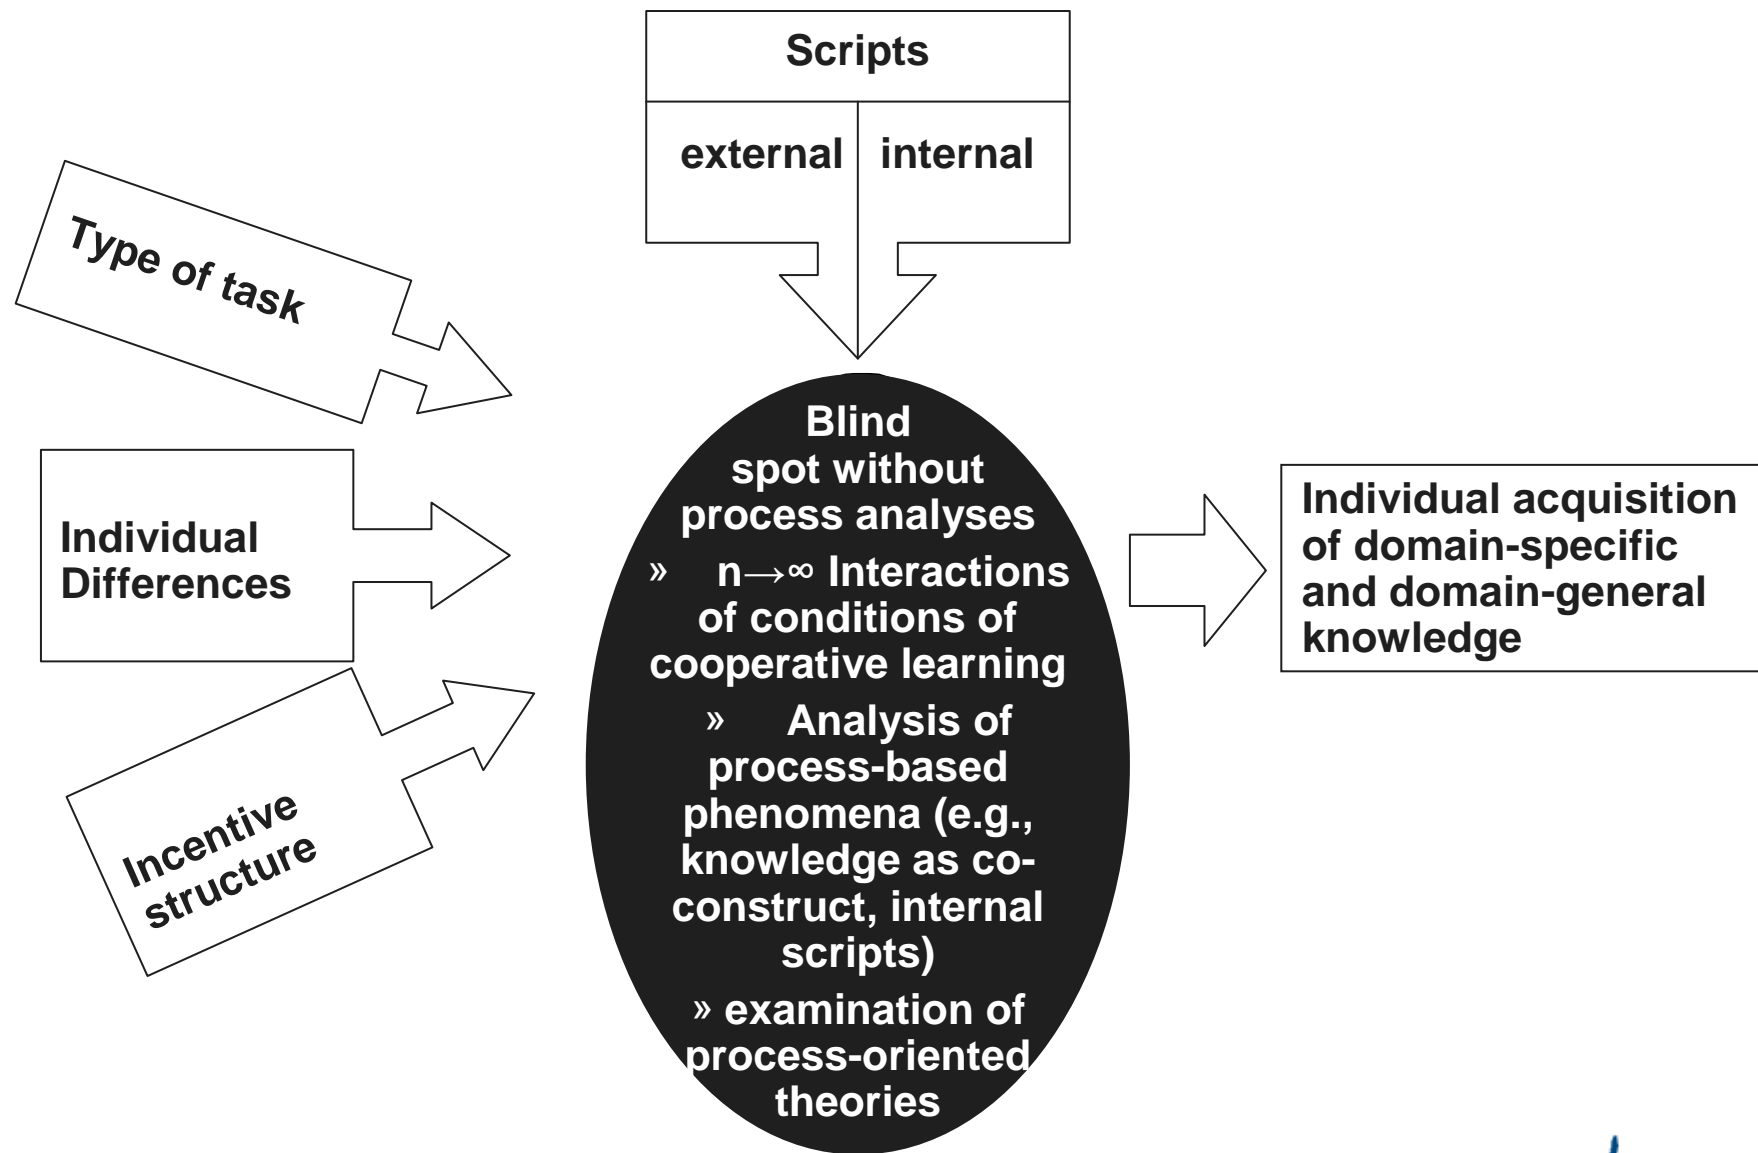 Scripts
external internal
Type of task
Individual
Differences
Incentive
structure
Blind
spot without
process analyses
» n→∞ Interactions
of conditions of
cooperative learning
» Analysis of
process-based
phenomena (e.g.,
knowledge as co-
construct, internal
scripts)
» examination of
process-oriented
theories
Individual acquisition
of domain-specific
and domain-general
knowledge